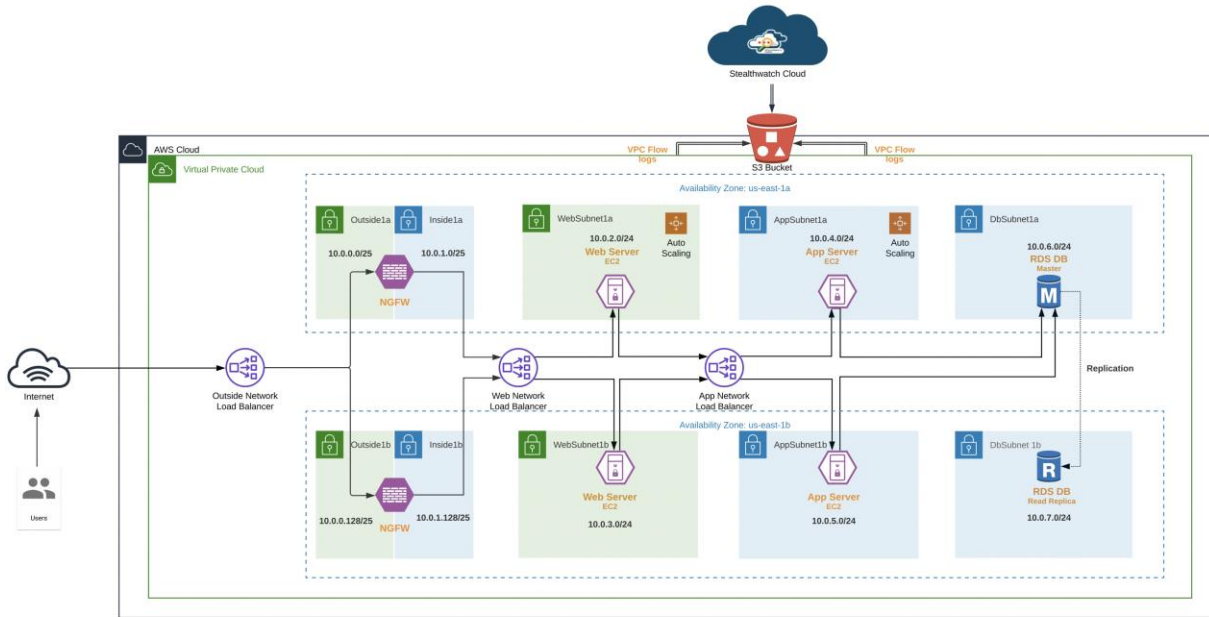 Stealthwatch Cloud
AWS Cloud
VPC Flow
logs
VPC Flow
logs
S3 Bucket
Virtual Private Cloud
Availability Zone: us-east-1a
Outside1a
Inside1a
10.0.0.0/25
10.0.1.0/25
NGFW
WebSubnet1a
10.0.2.0/24
Web Server
EC2
Auto
Scaling
AppSubnet1a
10.0.4.0/24
App Server
EC2
Auto
Scaling
DbSubnet1a
10.0.6.0/24
RDS DB
Master
M
Internet
Outside Network
Load Balancer
Web Network
Load Balancer
App Network
Load Balancer
Replication
Availability Zone: us-east-1b
Outside1b
Inside1b
10.0.0.128/25
10.0.1.128/25
NGFW
WebSubnet1b
Web Server
EC2
10.0.3.0/24
AppSubnet1b
App Server
EC2
10.0.5.0/24
DbSubnet 1b
R
RDS DB
Read Replica
10.0.7.0/24
Users